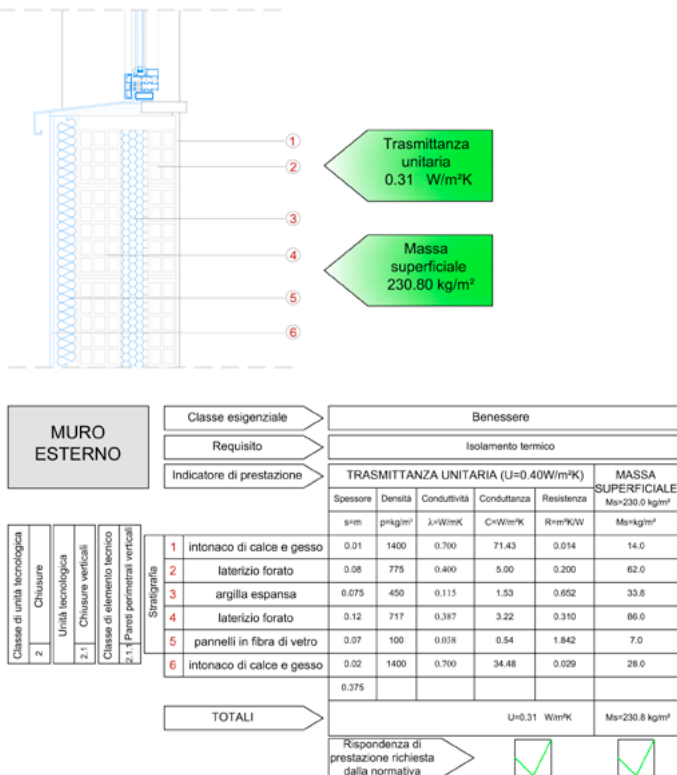 1
Trasmittanza
unitaria
0.31 W/m²K
2
3
4
Massa
superficiale
230.80 kg/m²
5
6
MURO
ESTERNO
Classe esigenziale
Benessere
Requisito
Isolamento termico
Indicatore di prestazione
TRASMITTANZA UNITARIA (U=0.40W/m²K)
MASSA
SUPERFICIALE
Ms>230.0 kg/m²
Spessore Densità Conduttività Conduttanza Resistenza
s=m p=kg/m³ λ=W/mK C=W/m²K R=m²K/W Ms=kg/m²
Classe di unità tecnologica
2 Chiusure
Unità tecnologica
2.1 Chiusure verticali
Classe di elemento tecnico
2.1.1 Pareti perimetrali verticali
Stratigrafia
1 intonaco di calce e gesso 0.01 1400 0.700 71.43 0.014 14.0
2 laterizio forato 0.08 775 0.400 5.00 0.200 62.0
3 argilla espansa 0.075 450 0.115 1.53 0.652 33.8
4 laterizio forato 0.12 717 0.387 3.22 0.310 86.0
5 pannelli in fibra di vetro 0.07 100 0.038 0.54 1.842 7.0
6 intonaco di calce e gesso 0.02 1400 0.700 34.48 0.029 28.0
0.375
TOTALI
U=0.31 W/m²K
Ms=230.8 kg/m²
Rispondenza di
prestazione richiesta
dalla normativa